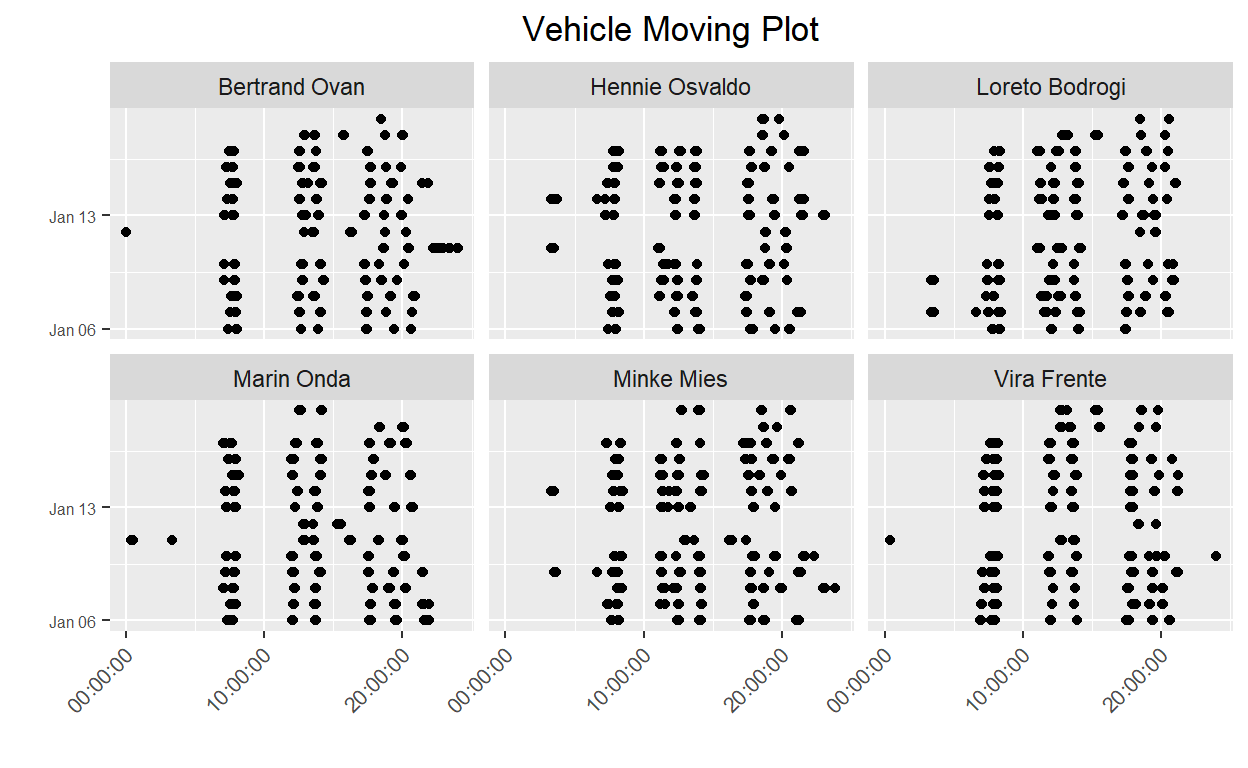 Vehicle Moving Plot
Bertrand Ovan
Hennie Osvaldo
Loreto Bodrogi
Jan 13
Jan 06
Marin Onda
Minke Mies
Vira Frente
Jan 13
Jan 06
00:00:00
10:00:00
20:00:00
00:00:00
10:00:00
20:00:00
00:00:00
10:00:00
20:00:00